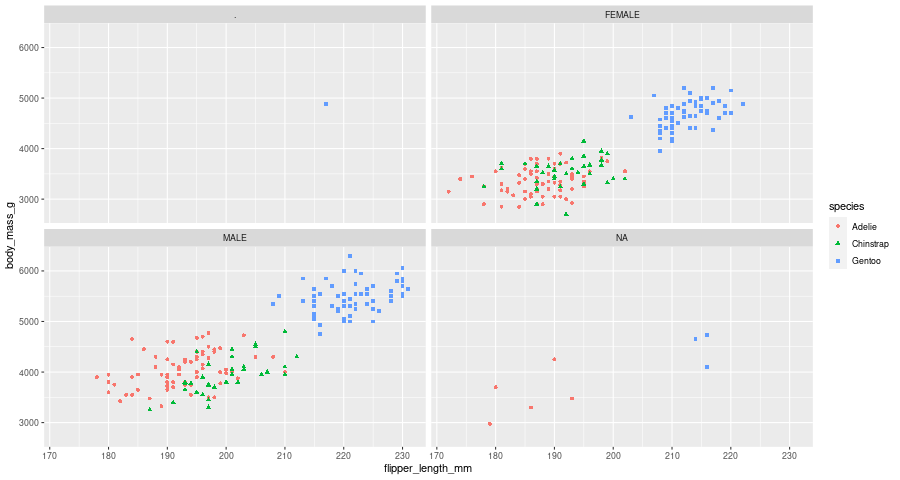 .
FEMALE
6000
5000
4000
3000
MALE
NA
6000
5000
4000
3000
body_mass_g
170 180 190 200 210 220 230
170 180 190 200 210 220 230
flipper_length_mm
species
Adelie
Chinstrap
Gentoo